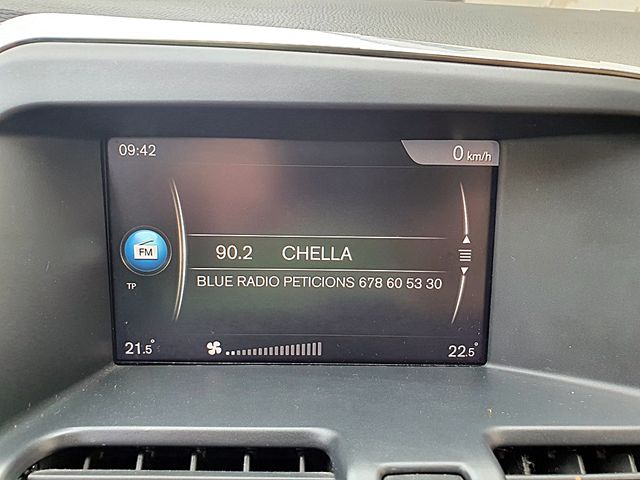 09:42
0 km/h
FM
90.2 CHELLA
TP
BLUE RADIO PETICIONS 678 60 53 30
21.5°
22.5°